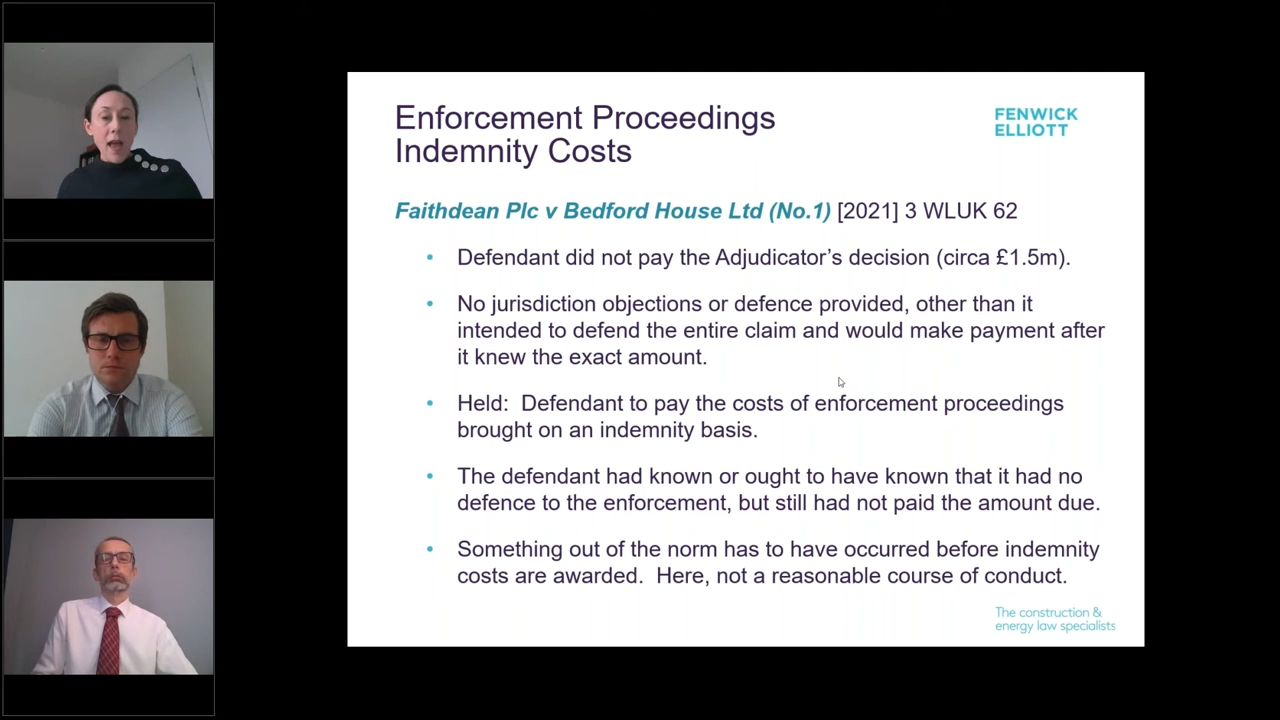 Enforcement Proceedings
Indemnity Costs
FENWICK
ELLIOTT
Faithdean Plc v Bedford House Ltd (No.1) [2021] 3 WLUK 62
• Defendant did not pay the Adjudicator's decision (circa £1.5m).
• No jurisdiction objections or defence provided, other than it
intended to defend the entire claim and would make payment after
it knew the exact amount.
• Held: Defendant to pay the costs of enforcement proceedings
brought on an indemnity basis.
• The defendant had known or ought to have known that it had no
defence to the enforcement, but still had not paid the amount due.
• Something out of the norm has to have occurred before indemnity
costs are awarded. Here, not a reasonable course of conduct.
The construction &
energy law specialists